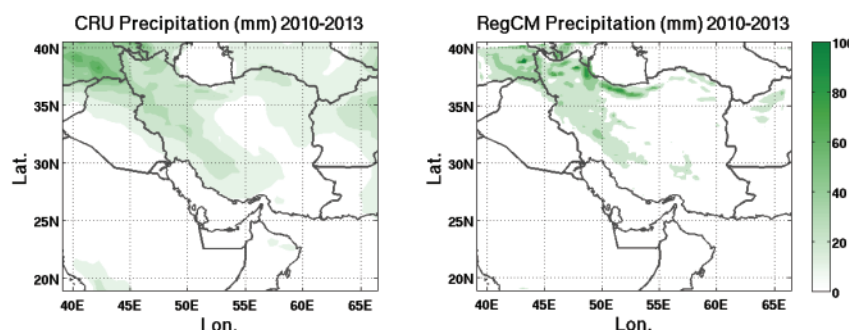 CRU Precipitation (mm) 2010-2013
RegCM Precipitation (mm) 2010-2013
40N
35N
30N
25N
20N
Lat.
40E 45E 50E 55E 60E 65E
Lon.
40N
35N
30N
25N
20N
Lat.
40E 45E 50E 55E 60E 65E
Lon.
100
80
60
40
20
0